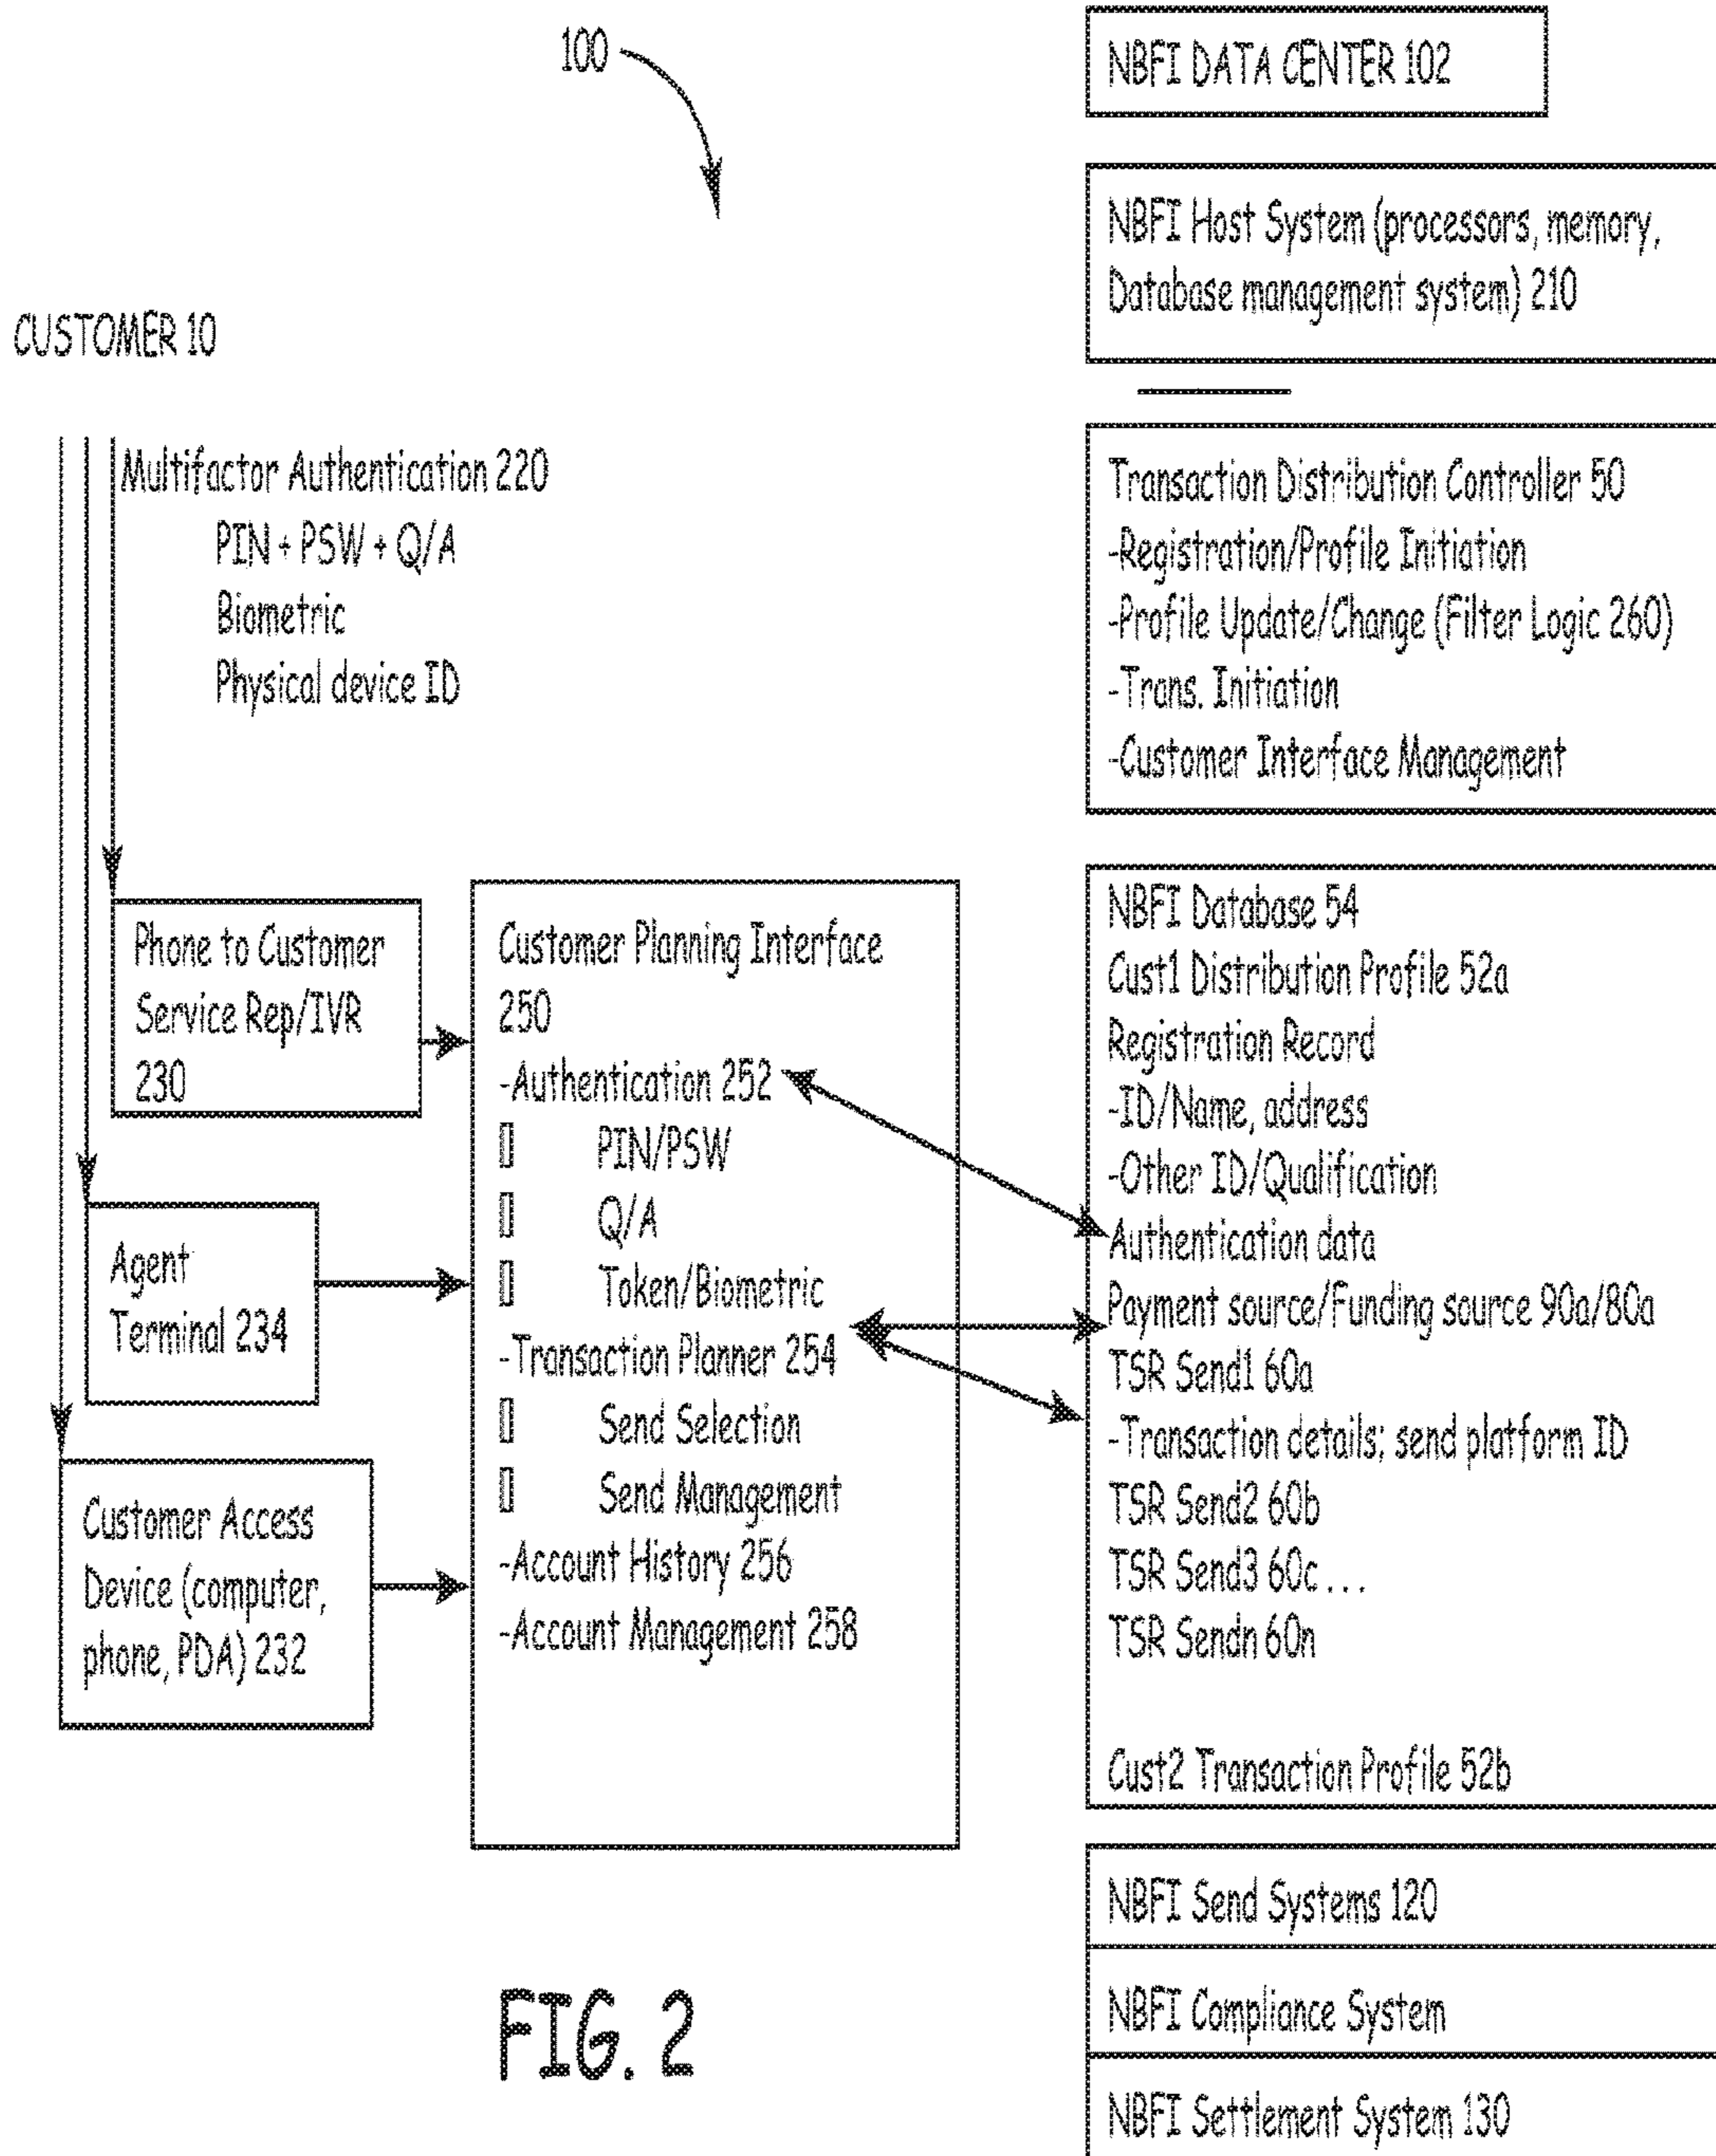 100
NBFI DATA CENTER 102
NBFI Host System (processors, memory,
Database management system) 210
CUSTOMER 10
Multifactor Authentication 220
PIN + PSW + Q/A
Biometric
Physical device ID
Transaction Distribution Controller 50
-Registration/Profile Initiation
-Profile Update/Change (Filter Logic 260)
-Trans. Initiation
-Customer Interface Management
Phone to Customer
Service Rep/IVR
230
Agent
Terminal 234
Customer Access
Device (computer,
phone, PDA) 232
Customer Planning Interface
250
-Authentication 252
▯ PIN/PSW
▯ Q/A
▯ Token/Biometric
-Transaction Planner 254
▯ Send Selection
▯ Send Management
-Account History 256
-Account Management 258
NBFI Database 54
Cust1 Distribution Profile 52a
Registration Record
-ID/Name, address
-Other ID/Qualification
Authentication data
Payment source/Funding source 90a/80a
TSR Send1 60a
-Transaction details; send platform ID
TSR Send2 60b
TSR Send3 60c ...
TSR Sendn 60n
Cust2 Transaction Profile 52b
NBFI Send Systems 120
NBFI Compliance System
NBFI Settlement System 130
FIG. 2